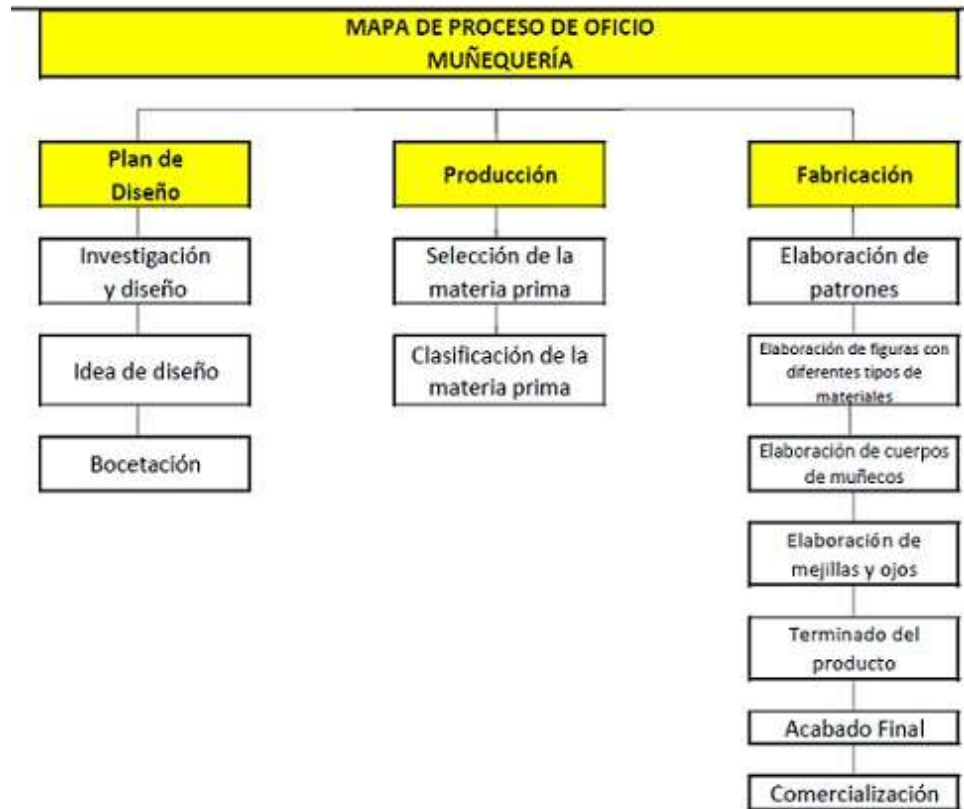 MAPA DE PROCESO DE OFICIO
MUÑEQUERÍA
Plan de
Diseño
Investigación
y diseño
Idea de diseño
Bocetación
Producción
Selección de la
materia prima
Clasificación de la
materia prima
Fabricación
Elaboración de
patrones
Elaboración de figuras con
diferentes tipos de
materiales
Elaboración de cuerpos
de muñecos
Elaboración de
mejillas y ojos
Terminado del
producto
Acabado Final
Comercialización